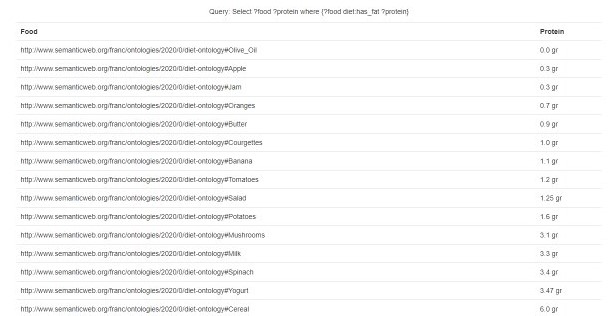 Query: Select ?food ?protein where {?food diet:has_fat ?protein}
Food Protein
http://www.semanticweb.org/franc/ontologies/2020/0/diet-ontology#Olive_Oil 0.0 gr
http://www.semanticweb.org/franc/ontologies/2020/0/diet-ontology#Apple 0.3 gr
http://www.semanticweb.org/franc/ontologies/2020/0/diet-ontology#Jam 0.3 gr
http://www.semanticweb.org/franc/ontologies/2020/0/diet-ontology#Oranges 0.7 gr
http://www.semanticweb.org/franc/ontologies/2020/0/diet-ontology#Butter 0.9 gr
http://www.semanticweb.org/franc/ontologies/2020/0/diet-ontology#Courgettes 1.0 gr
http://www.semanticweb.org/franc/ontologies/2020/0/diet-ontology#Banana 1.1 gr
http://www.semanticweb.org/franc/ontologies/2020/0/diet-ontology#Tomatoes 1.2 gr
http://www.semanticweb.org/franc/ontologies/2020/0/diet-ontology#Salad 1.25 gr
http://www.semanticweb.org/franc/ontologies/2020/0/diet-ontology#Potatoes 1.6 gr
http://www.semanticweb.org/franc/ontologies/2020/0/diet-ontology#Mushrooms 3.1 gr
http://www.semanticweb.org/franc/ontologies/2020/0/diet-ontology#Milk 3.3 gr
http://www.semanticweb.org/franc/ontologies/2020/0/diet-ontology#Spinach 3.4 gr
http://www.semanticweb.org/franc/ontologies/2020/0/diet-ontology#Yogurt 3.47 gr
http://www.semanticweb.org/franc/ontologies/2020/0/diet-ontology#Cereal 6.0 gr